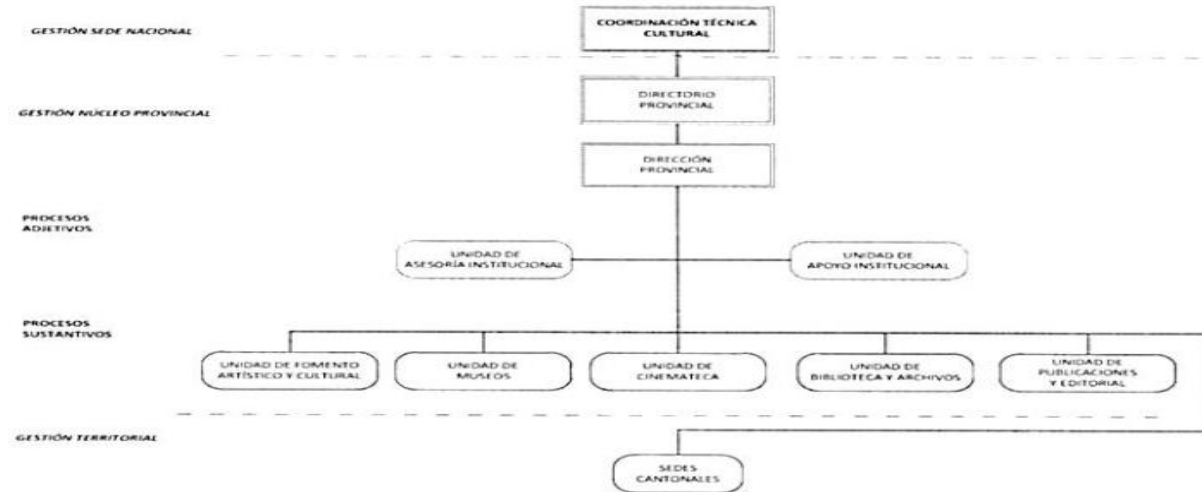 GESTIÓN SEDE NACIONAL
COORDINACIÓN TÉCNICA
CULTURAL
GESTIÓN NÚCLEO PROVINCIAL
DIRECTORIO
PROVINCIAL
DIRECCIÓN
PROVINCIAL
PROCESOS
ADJETIVOS
UNIDAD DE
ASESORÍA INSTITUCIONAL
UNIDAD DE
APOYO INSTITUCIONAL
PROCESOS
SUSTANTIVOS
UNIDAD DE FOMENTO
ARTÍSTICO Y CULTURAL
UNIDAD DE
MUSEOS
UNIDAD DE
CINEMATECA
UNIDAD DE
BIBLIOTECA Y ARCHIVOS
UNIDAD DE
PUBLICACIONES
Y EDITORIAL
GESTIÓN TERRITORIAL
SEDES
CANTONALES